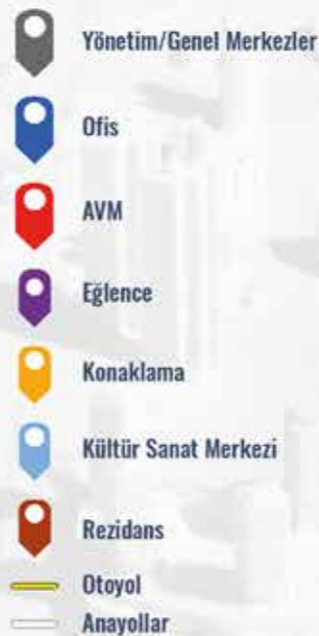 Yönetim/Genel Merkezler
Ofis
AVM
Eğlence
Konaklama
Kültür Sanat Merkezi
Rezidans
Otoyol
Anayollar